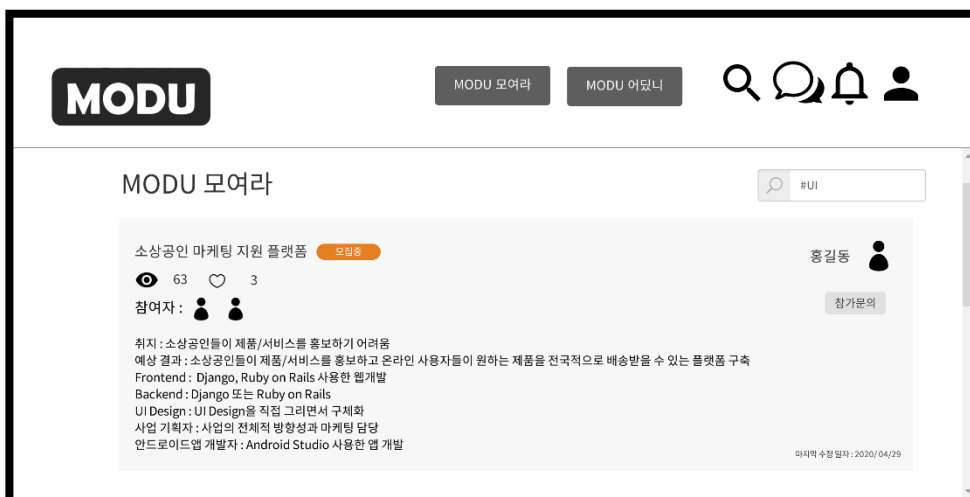 MODU
MODU 모여라
MODU 어딨니
MODU 모여라
#UI
소상공인 마케팅 지원 플랫폼 모집중
홍길동
63 3
참여자 :
참가문의
취지 : 소상공인들이 제품/서비스를 홍보하기 어려움
예상 결과 : 소상공인들이 제품/서비스를 홍보하고 온라인 사용자들이 원하는 제품을 전국적으로 배송받을 수 있는 플랫폼 구축
Frontend : Django, Ruby on Rails 사용한 웹개발
Backend : Django 또는 Ruby on Rails
UI Design : UI Design을 직접 그리면서 구체화
사업 기획자 : 사업의 전체적 방향성과 마케팅 담당
안드로이드앱 개발자 : Android Studio 사용한 앱 개발
마지막 수정 일자 : 2020/ 04/29